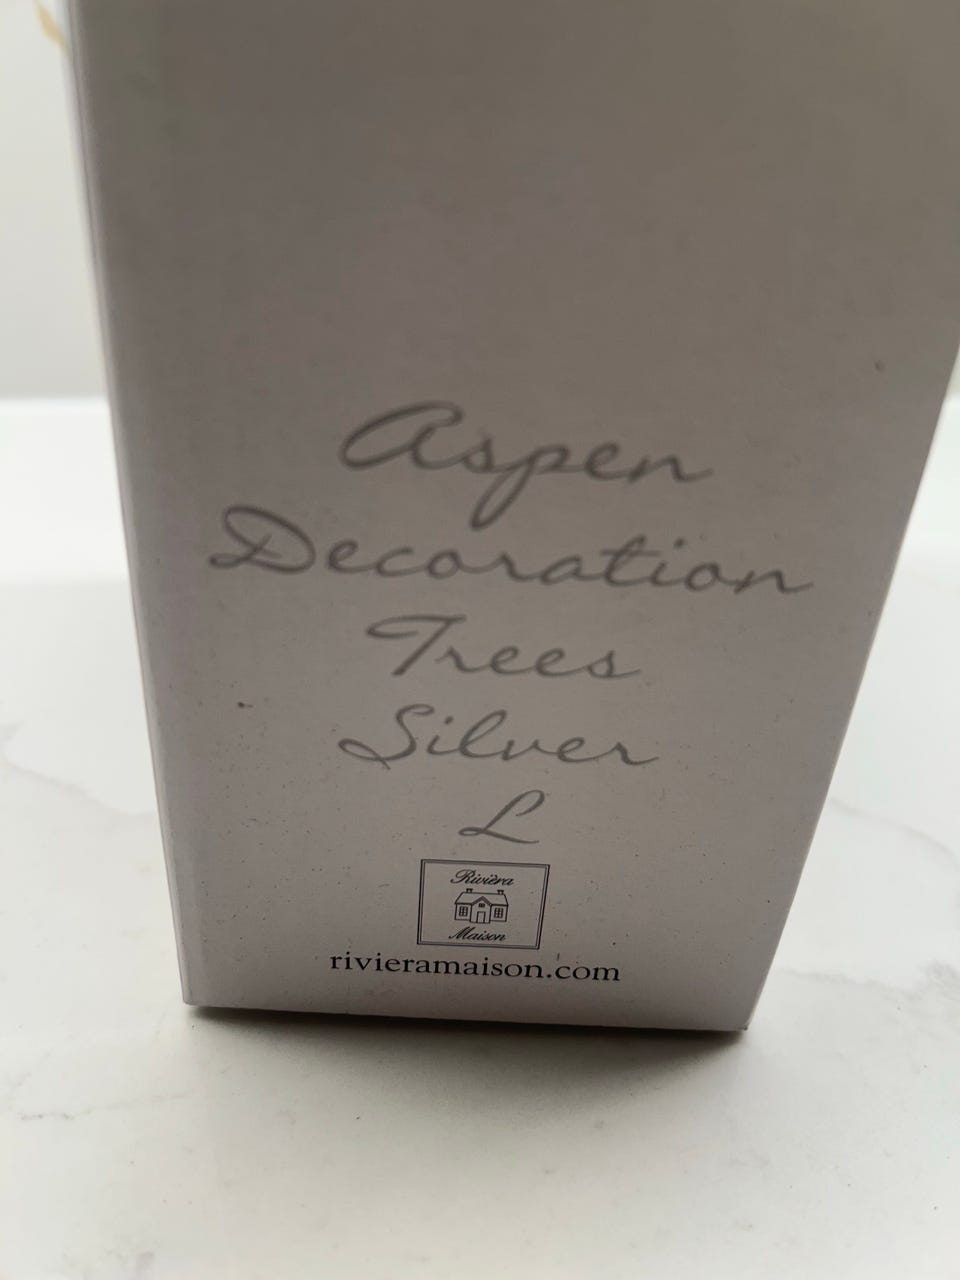 Aspen
Decoration
Trees
Silver
L
Rivièra
Maison
rivieramaison.com